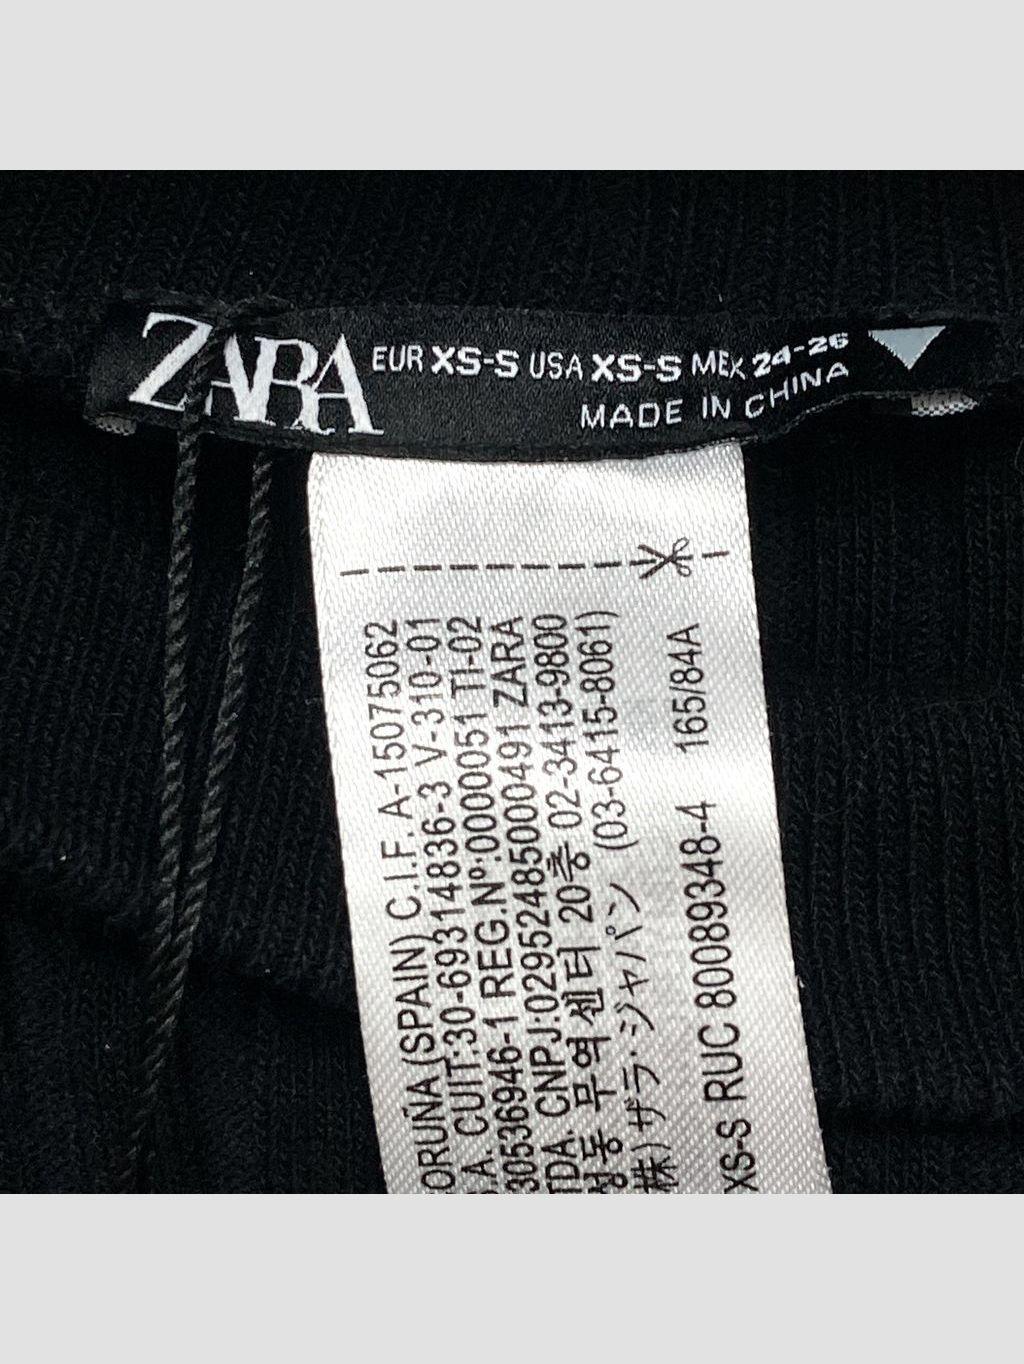 ZARA
EUR XS-S USA XS-S MEX 24-26
MADE IN CHINA
ORUÑA (SPAIN) C.I.F. A-15075062
.A. CUIT:30-69314836-3 V-310-01
30536946-1 REG.Nº:0000051 TI-02
TDA. CNPJ:02952485000491 ZARA
성동 무역센터 20층 02-3413-9800
株) ザラ・ジャパン (03-6415-8061)
XS-S RUC 80089348-4 165/84A